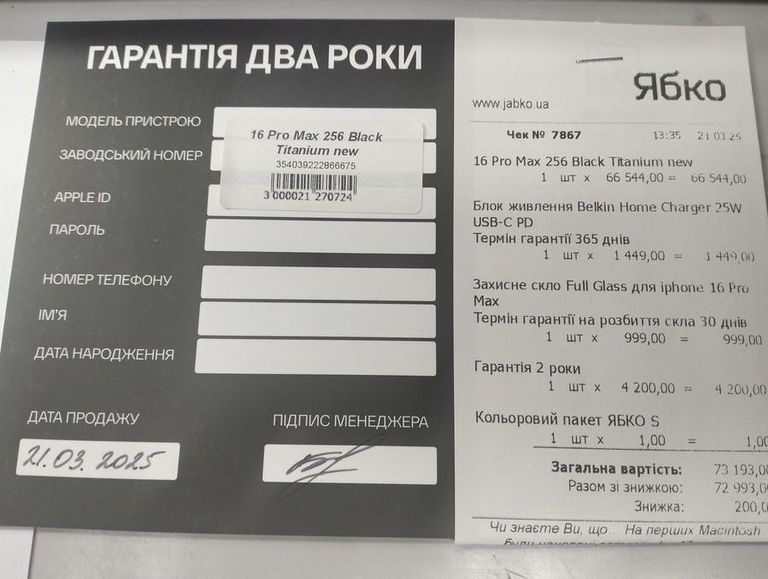 ГАРАНТІЯ ДВА РОКИ
МОДЕЛЬ ПРИСТРОЮ
ЗАВОДСЬКИЙ НОМЕР
16 Pro Max 256 Black
Titanium new
354039222866675
3 000021 270724
APPLE ID
ПАРОЛЬ
НОМЕР ТЕЛЕФОНУ
ІМ'Я
ДАТА НАРОДЖЕННЯ
ДАТА ПРОДАЖУ
ПІДПИС МЕНЕДЖЕРА
21.03.2025
Ябко
www.jabko.ua
Чек № 7867 13:35 21.03.25
16 Pro Max 256 Black Titanium new
1 шт x 66 544,00 = 66 544,00
Блок живлення Belkin Home Charger 25W
USB-C PD
Термін гарантії 365 днів
1 шт x 1 449,00 = 1 449,00
Захисне скло Full Glass для iphone 16 Pro
Max
Термін гарантії на розбиття скла 30 днів
1 шт x 999,00 = 999,00
Гарантія 2 роки
1 шт x 4 200,00 = 4 200,00
Кольоровий пакет ЯБКО S
1 шт x 1,00 = 1,00
Загальна вартість: 73 193,00
Разом зі знижкою: 72 993,0
Знижка: 200,0
Чи знаєте Ви, що На перших Macintosh